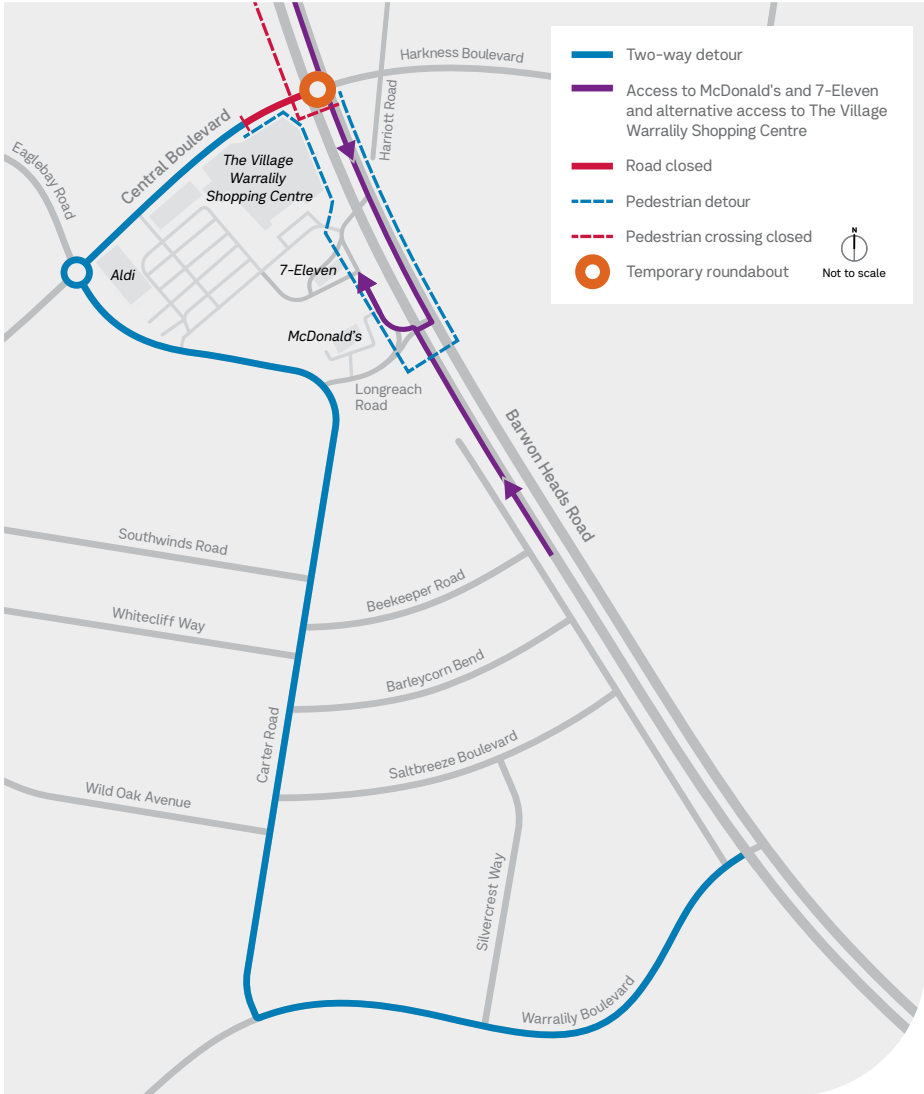 Two-way detour
Access to McDonald's and 7-Eleven
and alternative access to The Village
Warralily Shopping Centre
Road closed
Pedestrian detour
Pedestrian crossing closed
Temporary roundabout
N
Not to scale
Harkness Boulevard
Harriott Road
Central Boulevard
Eaglebay Road
The Village
Warralily
Shopping Centre
Aldi
7-Eleven
McDonald's
Longreach
Road
Barwon Heads Road
Southwinds Road
Beekeeper Road
Whitecliff Way
Barleycorn Bend
Carter Road
Saltbreeze Boulevard
Wild Oak Avenue
Silvercrest Way
Warralily Boulevard